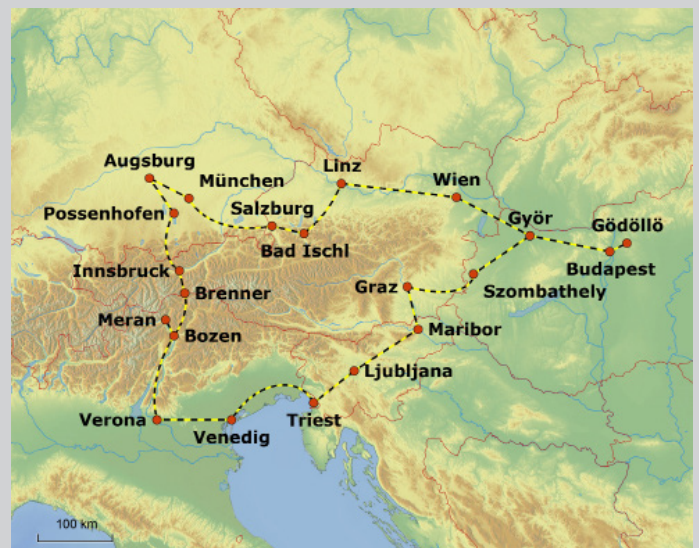 Augsburg
Linz
München
Wien
Possenhofen
Salzburg
Györ
Gödöllö
Bad Ischl
Budapest
Innsbruck
Graz
Szombathely
Brenner
Meran
Bozen
Maribor
Ljubljana
Verona
Venedig
Triest
100 km